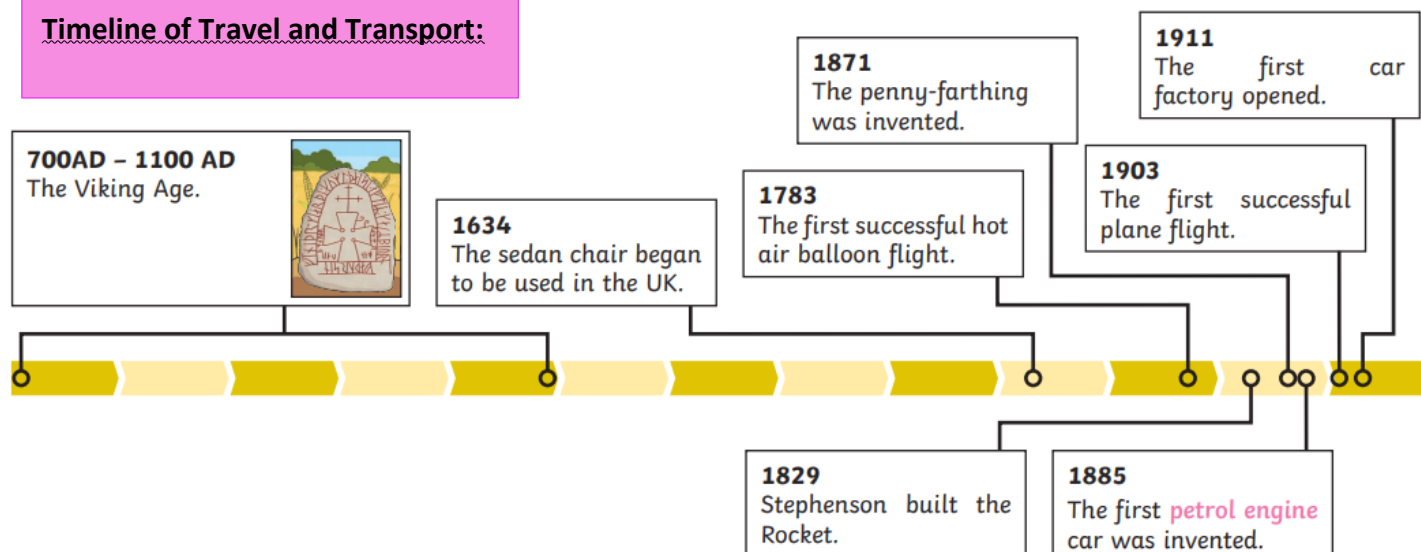 Timeline of Travel and Transport:
700AD – 1100 AD
The Viking Age.
1634
The sedan chair began
to be used in the UK.
1783
The first successful hot
air balloon flight.
1871
The penny-farthing
was invented.
1903
The first successful
plane flight.
1911
The first car
factory opened.
1829
Stephenson built the
Rocket.
1885
The first petrol engine
car was invented.